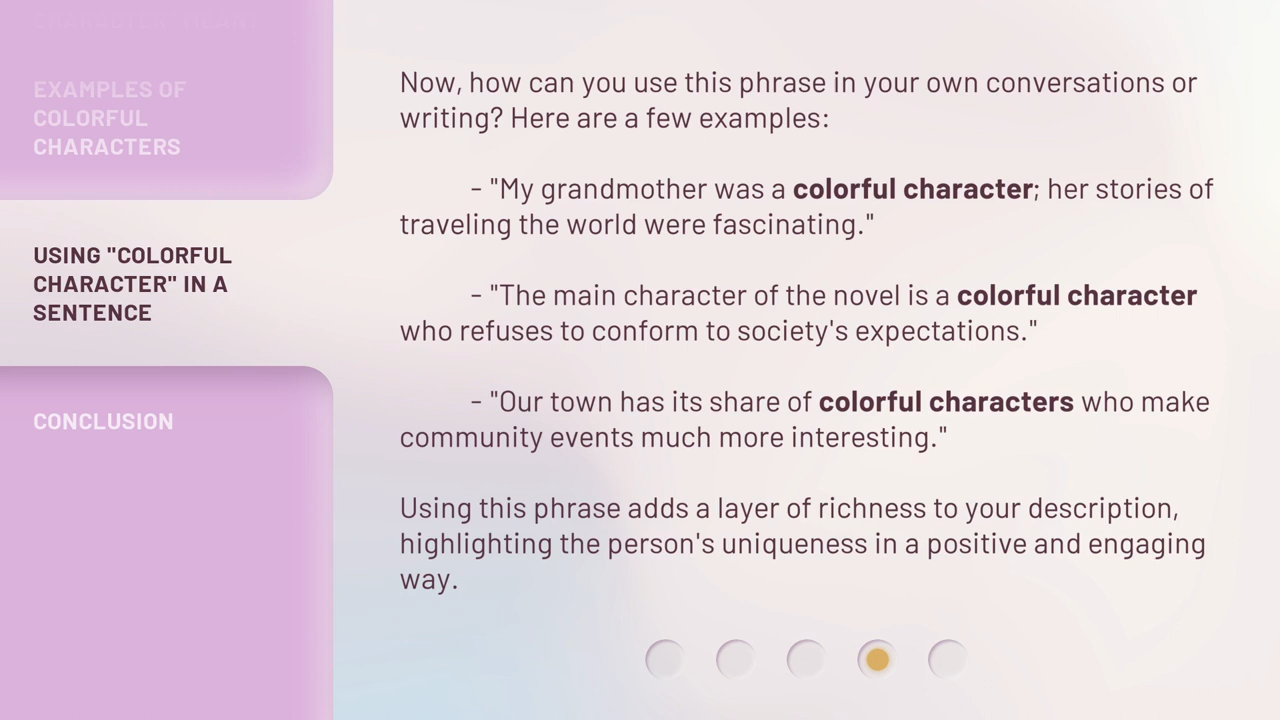 EXAMPLES OF
COLORFUL
CHARACTERS
USING "COLORFUL
CHARACTER" IN A
SENTENCE
CONCLUSION
Now, how can you use this phrase in your own conversations or
writing? Here are a few examples:
- "My grandmother was a colorful character; her stories of
traveling the world were fascinating."
- "The main character of the novel is a colorful character
who refuses to conform to society's expectations."
- "Our town has its share of colorful characters who make
community events much more interesting."
Using this phrase adds a layer of richness to your description,
highlighting the person's uniqueness in a positive and engaging
way.